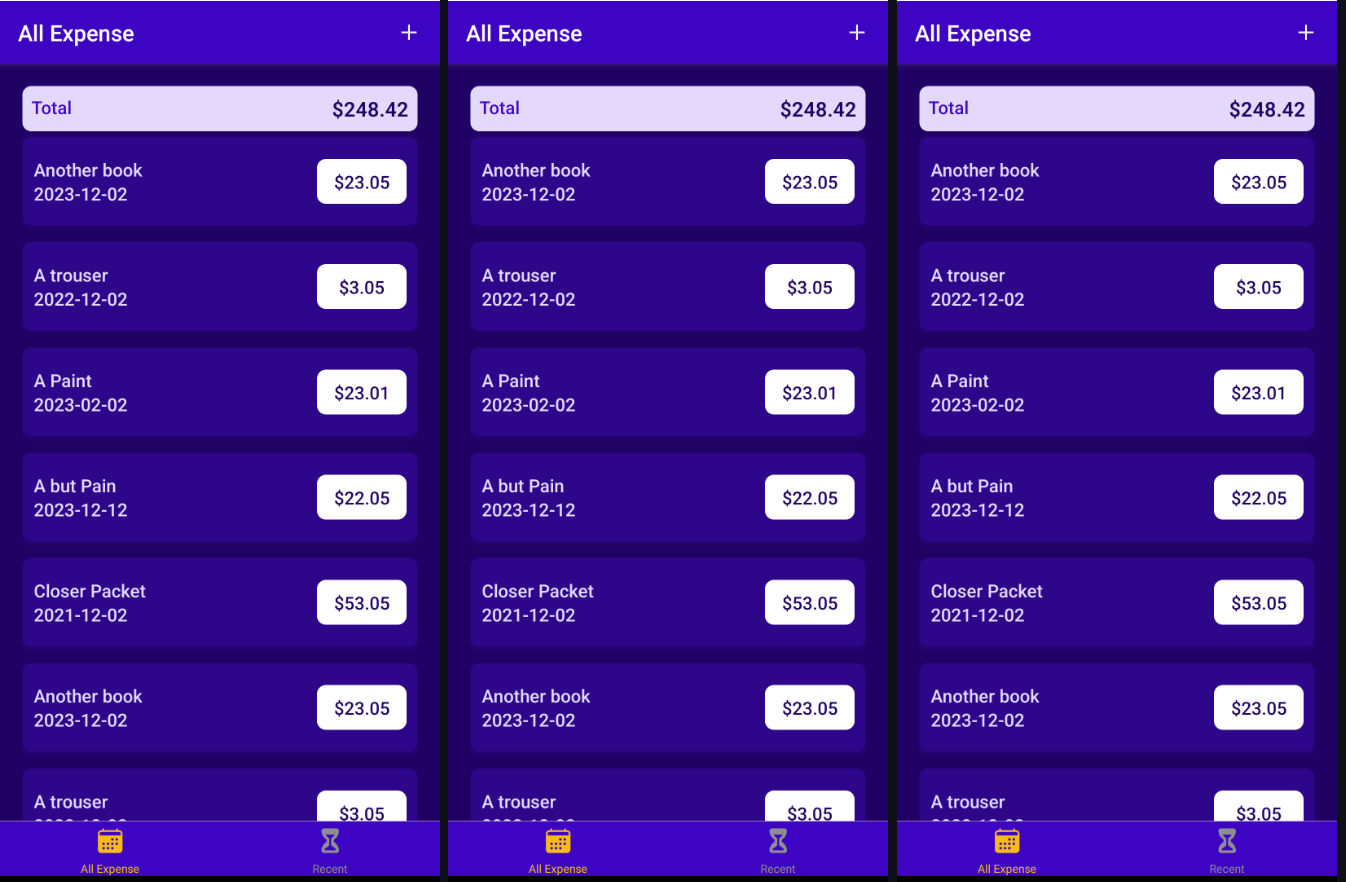 All Expense +
Total $248.42
Another book
2023-12-02
$23.05
A trouser
2022-12-02
$3.05
A Paint
2023-02-02
$23.01
A but Pain
2023-12-12
$22.05
Closer Packet
2021-12-02
$53.05
Another book
2023-12-02
$23.05
A trouser
$3.05
All Expense
Recent
All Expense +
Total $248.42
Another book
2023-12-02
$23.05
A trouser
2022-12-02
$3.05
A Paint
2023-02-02
$23.01
A but Pain
2023-12-12
$22.05
Closer Packet
2021-12-02
$53.05
Another book
2023-12-02
$23.05
A trouser
$3.05
All Expense
Recent
All Expense +
Total $248.42
Another book
2023-12-02
$23.05
A trouser
2022-12-02
$3.05
A Paint
2023-02-02
$23.01
A but Pain
2023-12-12
$22.05
Closer Packet
2021-12-02
$53.05
Another book
2023-12-02
$23.05
A trouser
$3.05
All Expense
Recent